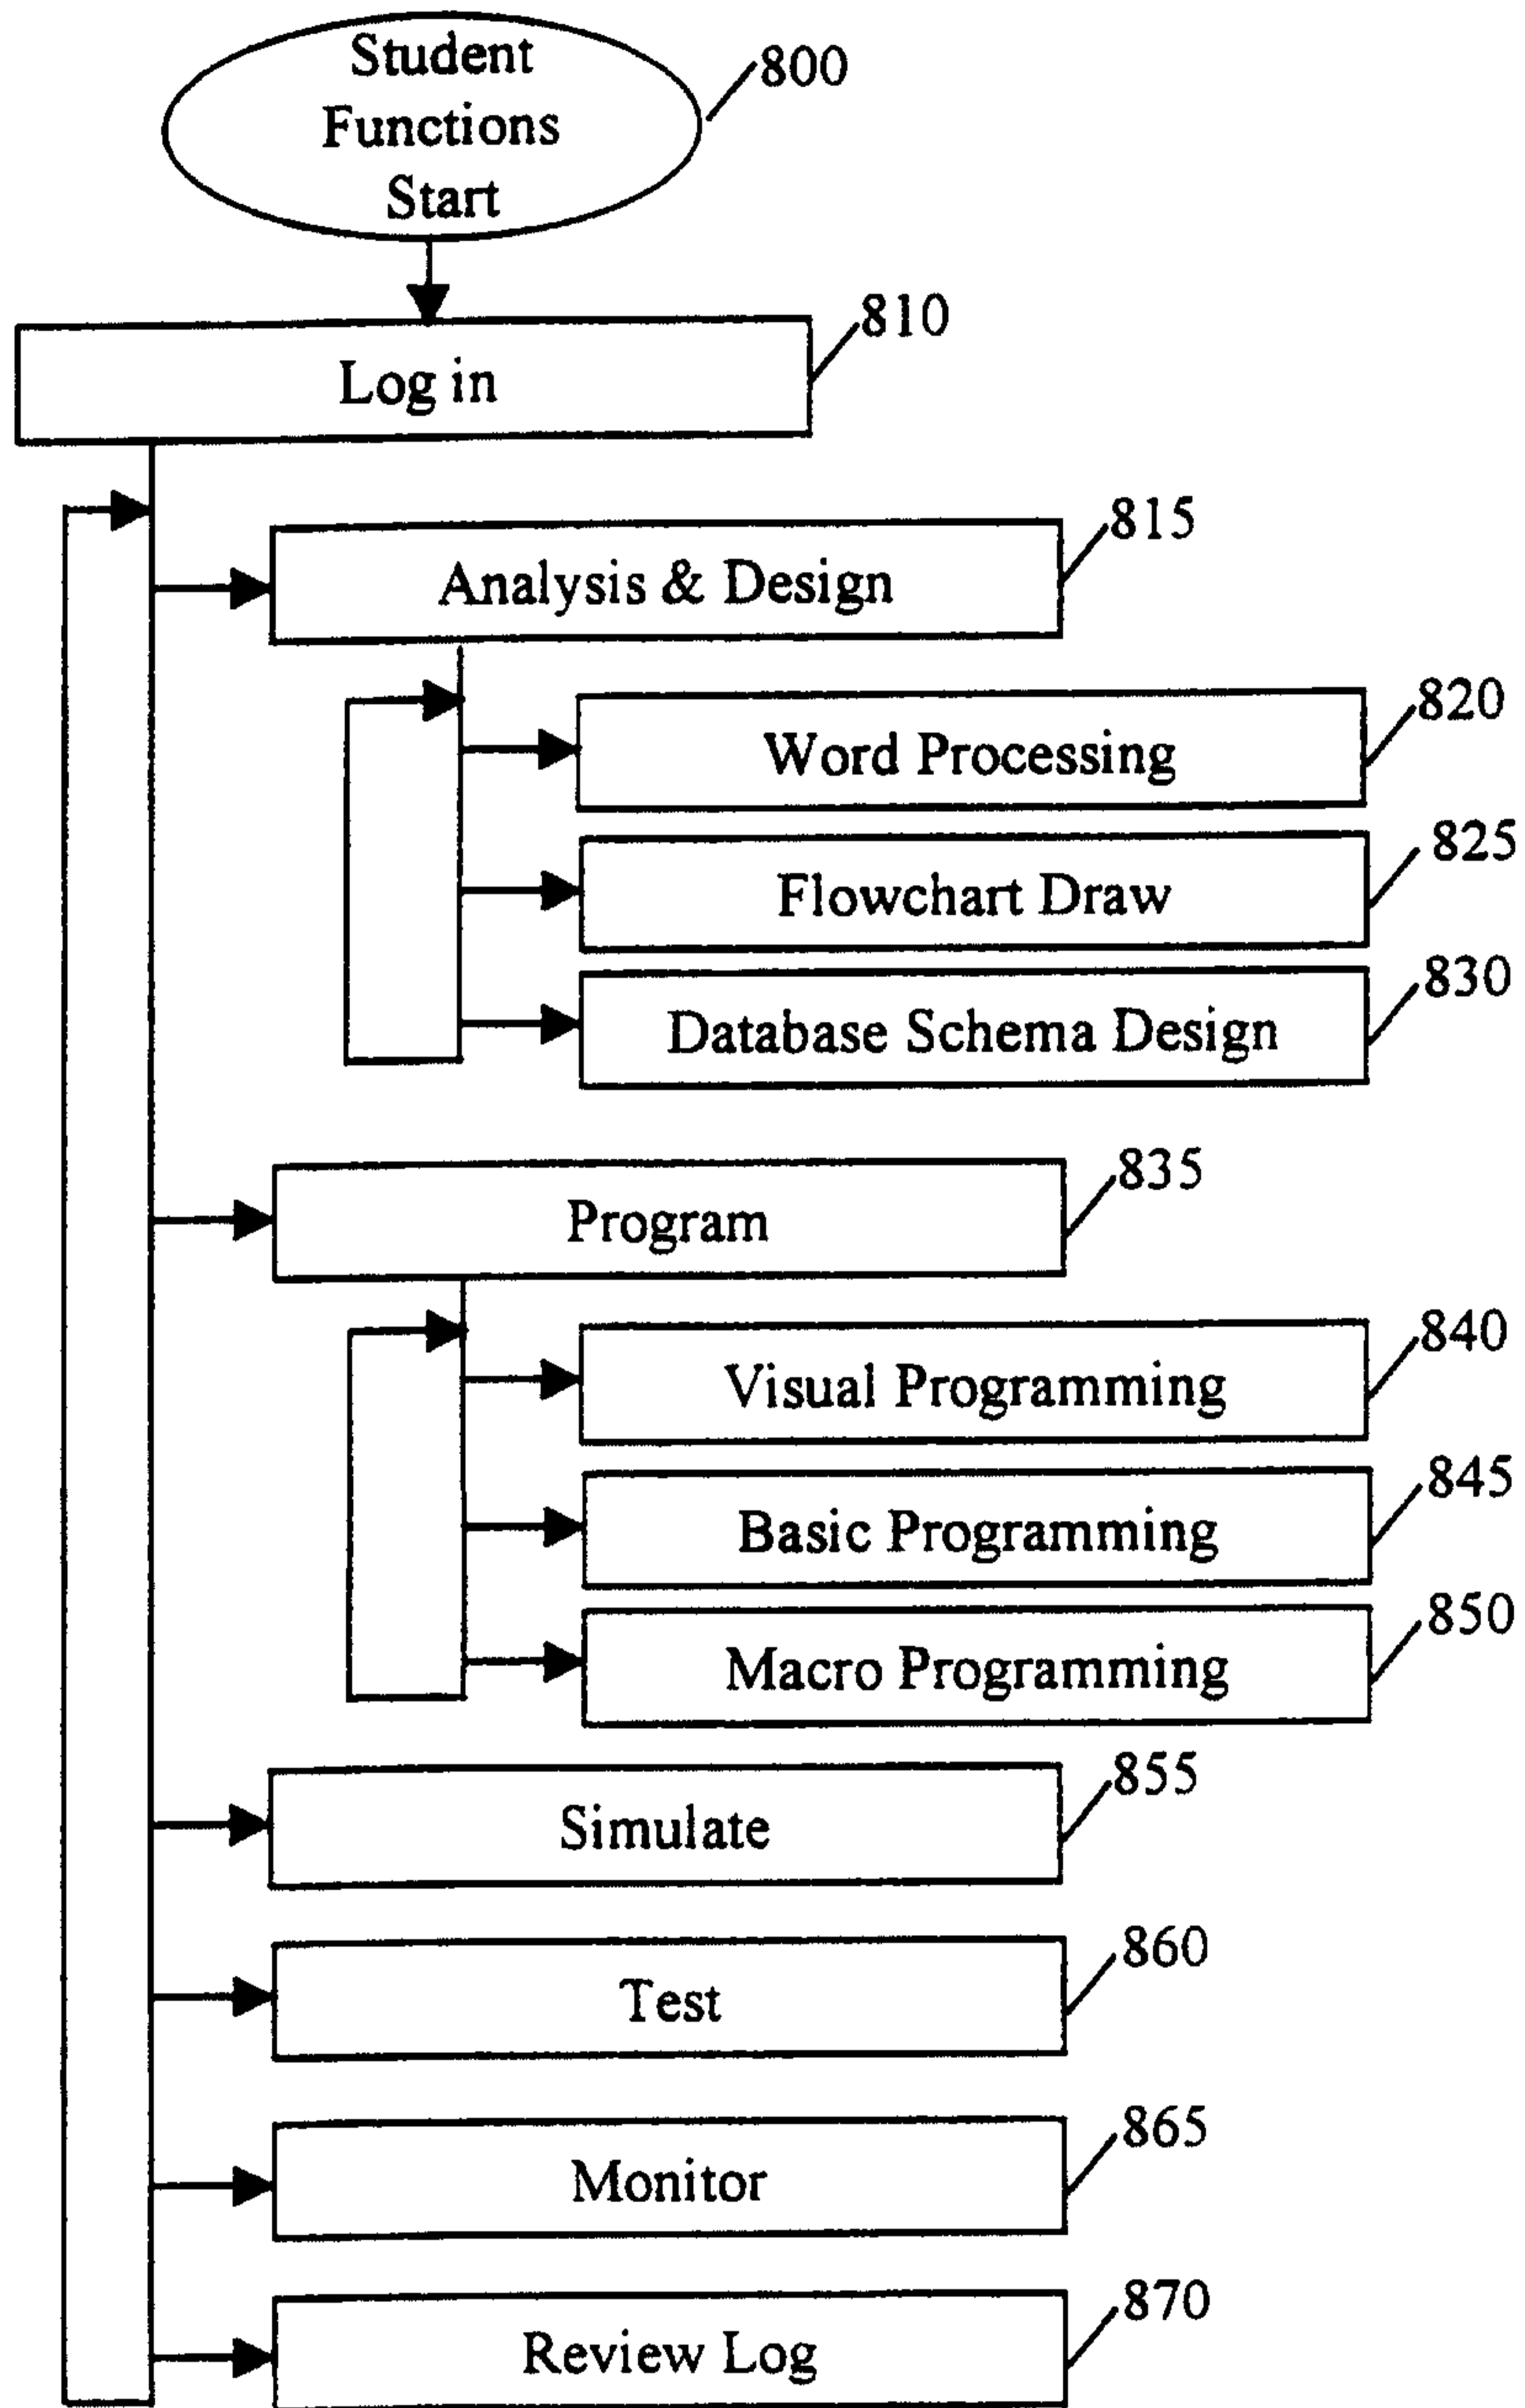 Student
Functions
Start
800
Log in
810
Analysis & Design
815
Word Processing
820
Flowchart Draw
825
Database Schema Design
830
Program
835
Visual Programming
840
Basic Programming
845
Macro Programming
850
Simulate
855
Test
860
Monitor
865
Review Log
870